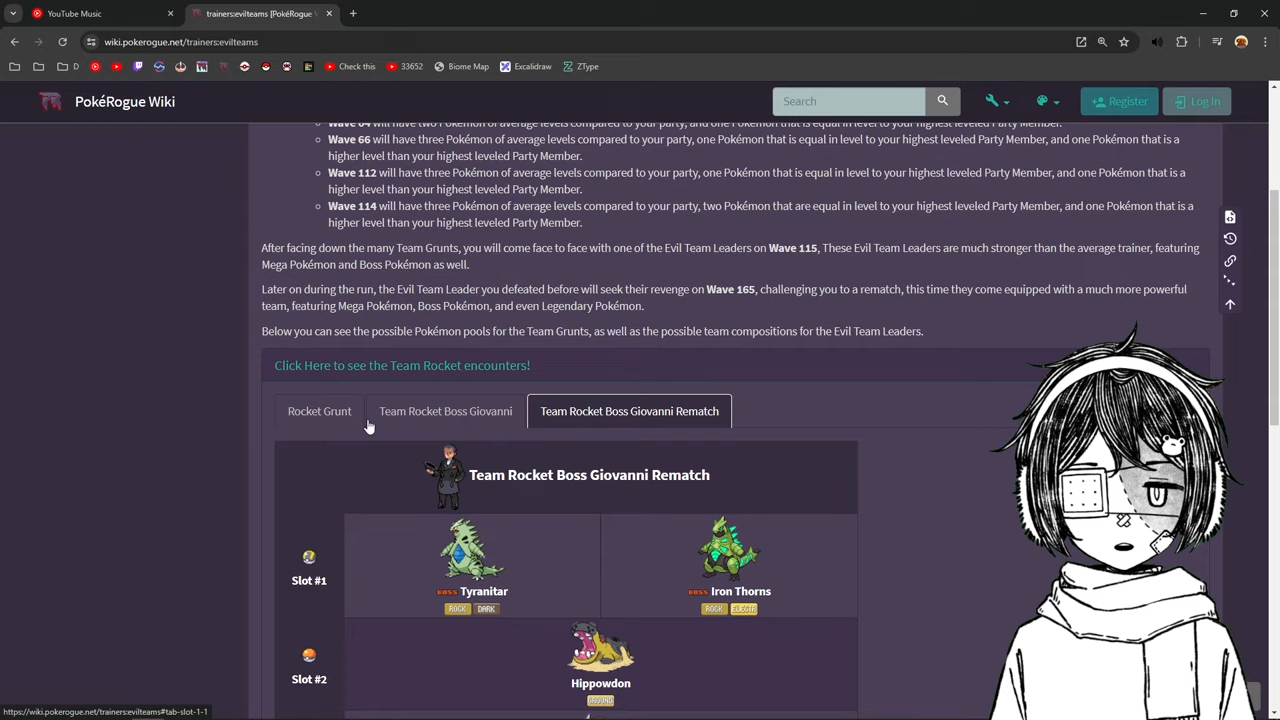 YouTube Music
trainers:evilteams [PokéRogue W
wiki.pokerogue.net/trainers:evilteams
D
Check this
33652
Biome Map
Excalidraw
ZType
PokéRogue Wiki
Search
Register
Log In
Wave 66 will have three Pokémon of average levels compared to your party, one Pokémon that is equal in level to your highest leveled Party Member, and one Pokémon that is a
higher level than your highest leveled Party Member.
Wave 112 will have three Pokémon of average levels compared to your party, one Pokémon that is equal in level to your highest leveled Party Member, and one Pokémon that is a
higher level than your highest leveled Party Member.
Wave 114 will have three Pokémon of average levels compared to your party, two Pokémon that are equal in level to your highest leveled Party Member, and one Pokémon that is a
higher level than your highest leveled Party Member.
After facing down the many Team Grunts, you will come face to face with one of the Evil Team Leaders on Wave 115, These Evil Team Leaders are much stronger than the average trainer, featuring
Mega Pokémon and Boss Pokémon as well.
Later on during the run, the Evil Team Leader you defeated before will seek their revenge on Wave 165, challenging you to a rematch, this time they come equipped with a much more powerful
team, featuring Mega Pokémon, Boss Pokémon, and even Legendary Pokémon.
Below you can see the possible Pokémon pools for the Team Grunts, as well as the possible team compositions for the Evil Team Leaders.
Click Here to see the Team Rocket encounters!
Rocket Grunt
Team Rocket Boss Giovanni
Team Rocket Boss Giovanni Rematch
Team Rocket Boss Giovanni Rematch
Slot #1
BOSS Tyranitar
ROCK DARK
BOSS Iron Thorns
ROCK ELECTR
Slot #2
Hippowdon
GROUND
https://wiki.pokerogue.net/trainers:evilteams#tab-slot-1-1